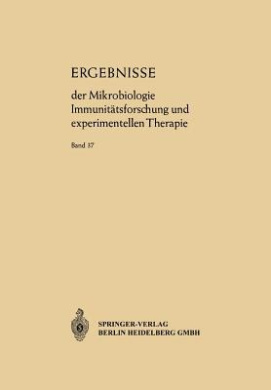 ERGEBNISSE
der Mikrobiologie
Immunitätsforschung und
experimentellen Therapie
Band 37
SPRINGER-VERLAG
BERLIN HEIDELBERG GMBH